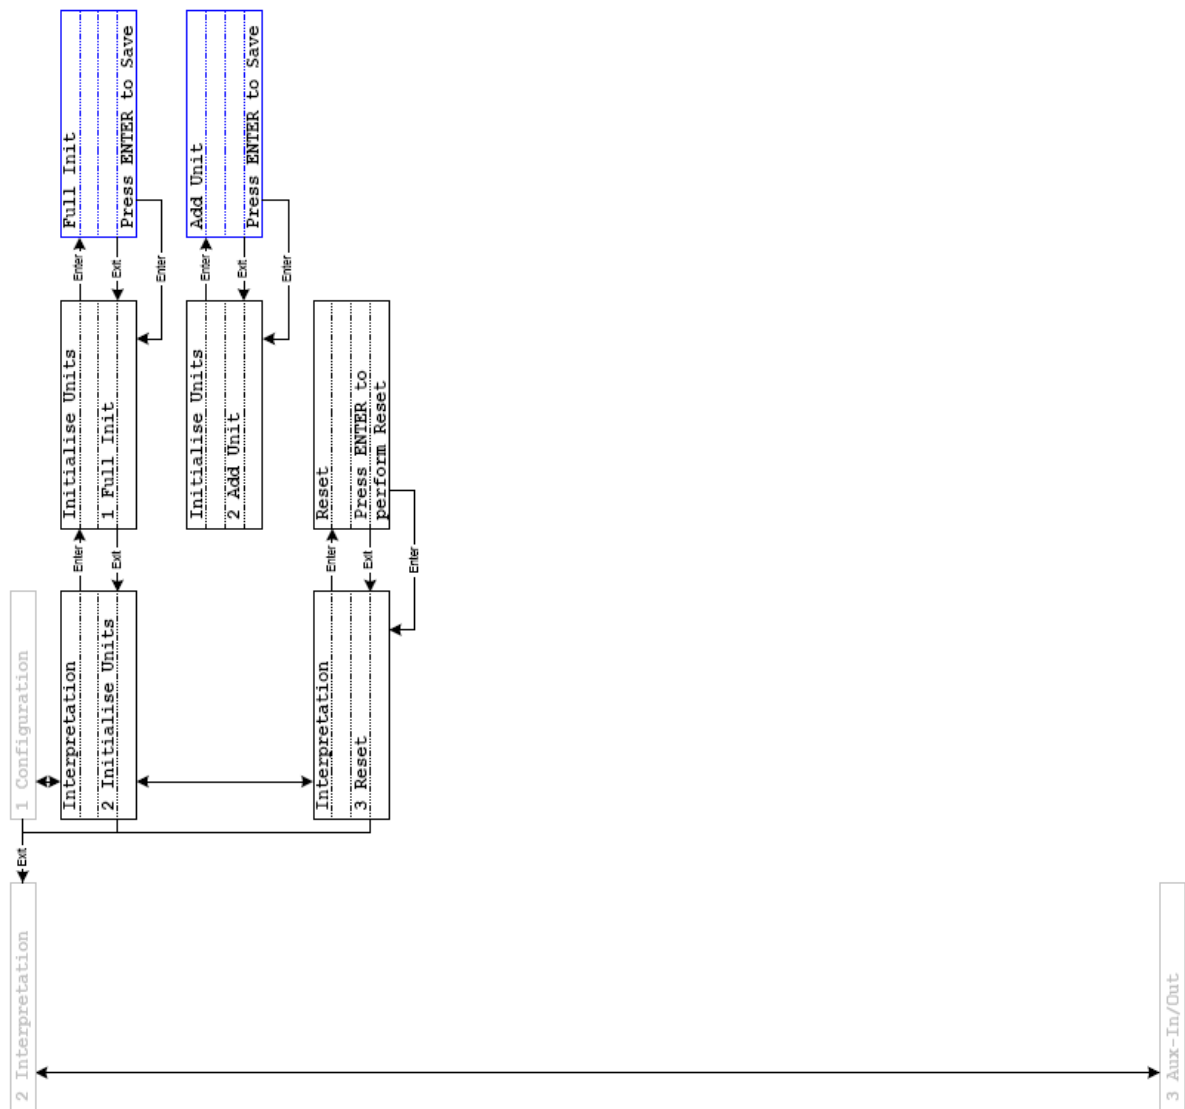 2 Interpretation
Exit
1 Configuration
Interpretation
2 Initialise Units
Enter
Exit
Initialise Units
1 Full Init
Enter
Exit
Enter
Full Init
Press ENTER to Save
Initialise Units
2 Add Unit
Enter
Exit
Enter
Add Unit
Press ENTER to Save
Interpretation
3 Reset
Enter
Exit
Enter
Reset
Press ENTER to
perform Reset
3 Aux-In/Out